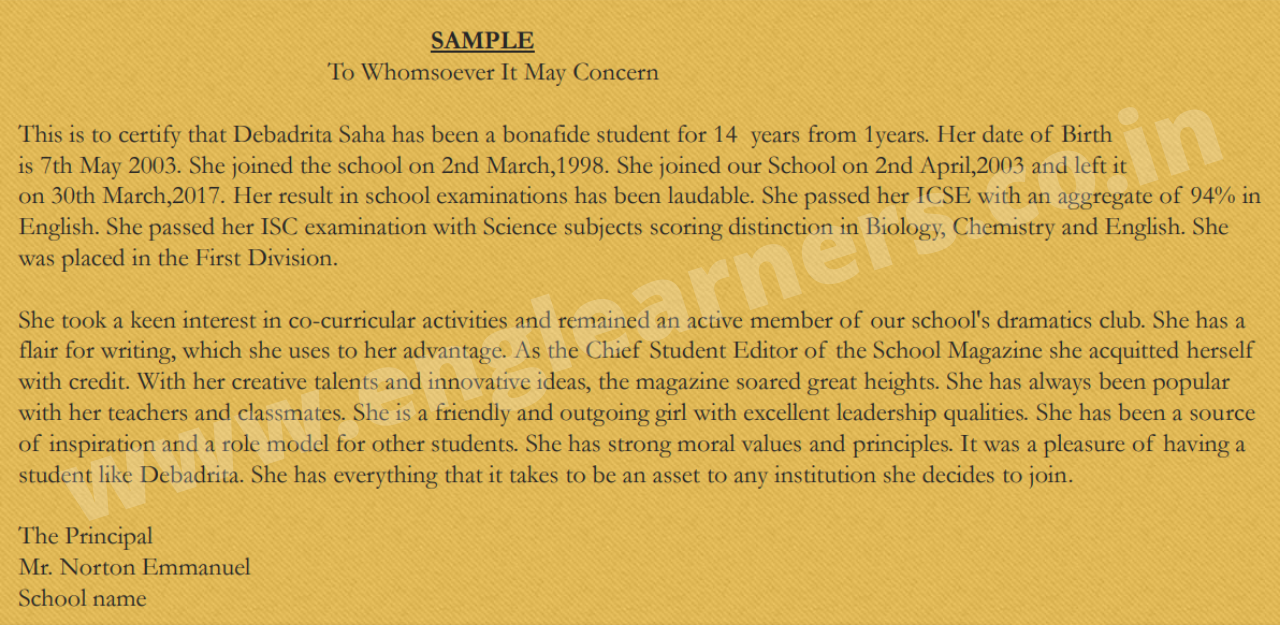 SAMPLE
To Whomsoever It May Concern
This is to certify that Debadrita Saha has been a bonafide student for 14 years from 1years. Her date of Birth
is 7th May 2003. She joined the school on 2nd March,1998. She joined our School on 2nd April,2003 and left it
on 30th March,2017. Her result in school examinations has been laudable. She passed her ICSE with an aggregate of 94% in
English. She passed her ISC examination with Science subjects scoring distinction in Biology, Chemistry and English. She
was placed in the First Division.
She took a keen interest in co-curricular activities and remained an active member of our school's dramatics club. She has a
flair for writing, which she uses to her advantage. As the Chief Student Editor of the School Magazine she acquitted herself
with credit. With her creative talents and innovative ideas, the magazine soared great heights. She has always been popular
with her teachers and classmates. She is a friendly and outgoing girl with excellent leadership qualities. She has been a source
of inspiration and a role model for other students. She has strong moral values and principles. It was a pleasure of having a
student like Debadrita. She has everything that it takes to be an asset to any institution she decides to join.
The Principal
Mr. Norton Emmanuel
School name
www.englearners.co.in